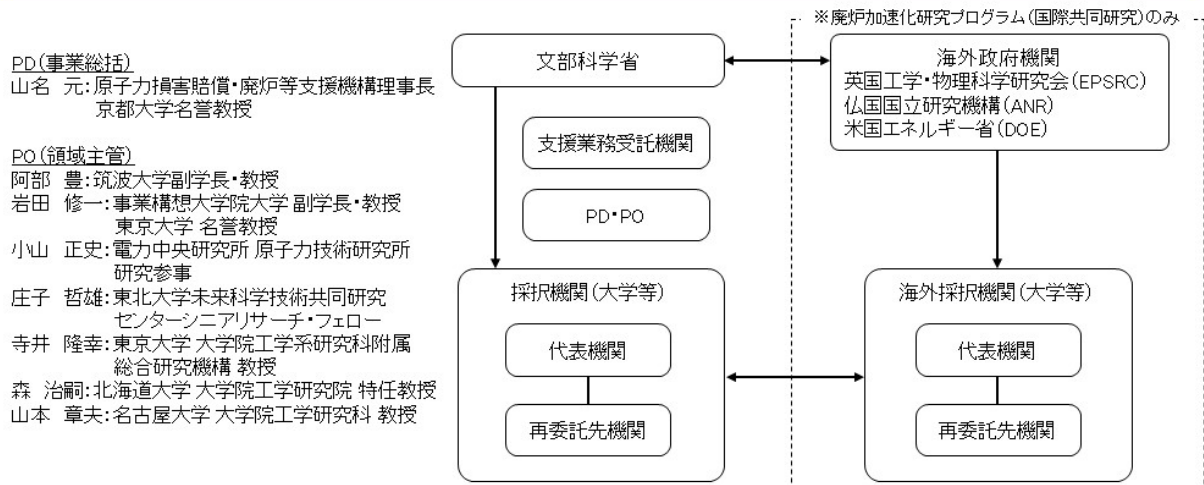 PD(事業総括)
山名 元:原子力損害賠償・廃炉等支援機構理事長
京都大学名誉教授
PO(領域主管)
阿部 豊:筑波大学副学長・教授
岩田 修一:事業構想大学院大学 副学長・教授
東京大学 名誉教授
小山 正史:電力中央研究所 原子力技術研究所
研究参事
庄子 哲雄:東北大学未来科学技術共同研究
センターシニアリサーチ・フェロー
寺井 隆幸:東京大学 大学院工学系研究科附属
総合研究機構 教授
森 治嗣:北海道大学 大学院工学研究院 特任教授
山本 章夫:名古屋大学 大学院工学研究科 教授
文部科学省
支援業務受託機関
PD・PO
採択機関(大学等)
代表機関
再委託先機関
※廃炉加速化研究プログラム(国際共同研究)のみ
海外政府機関
英国工学・物理科学研究会(EPSRC)
仏国国立研究機構(ANR)
米国エネルギー省(DOE)
海外採択機関(大学等)
代表機関
再委託先機関